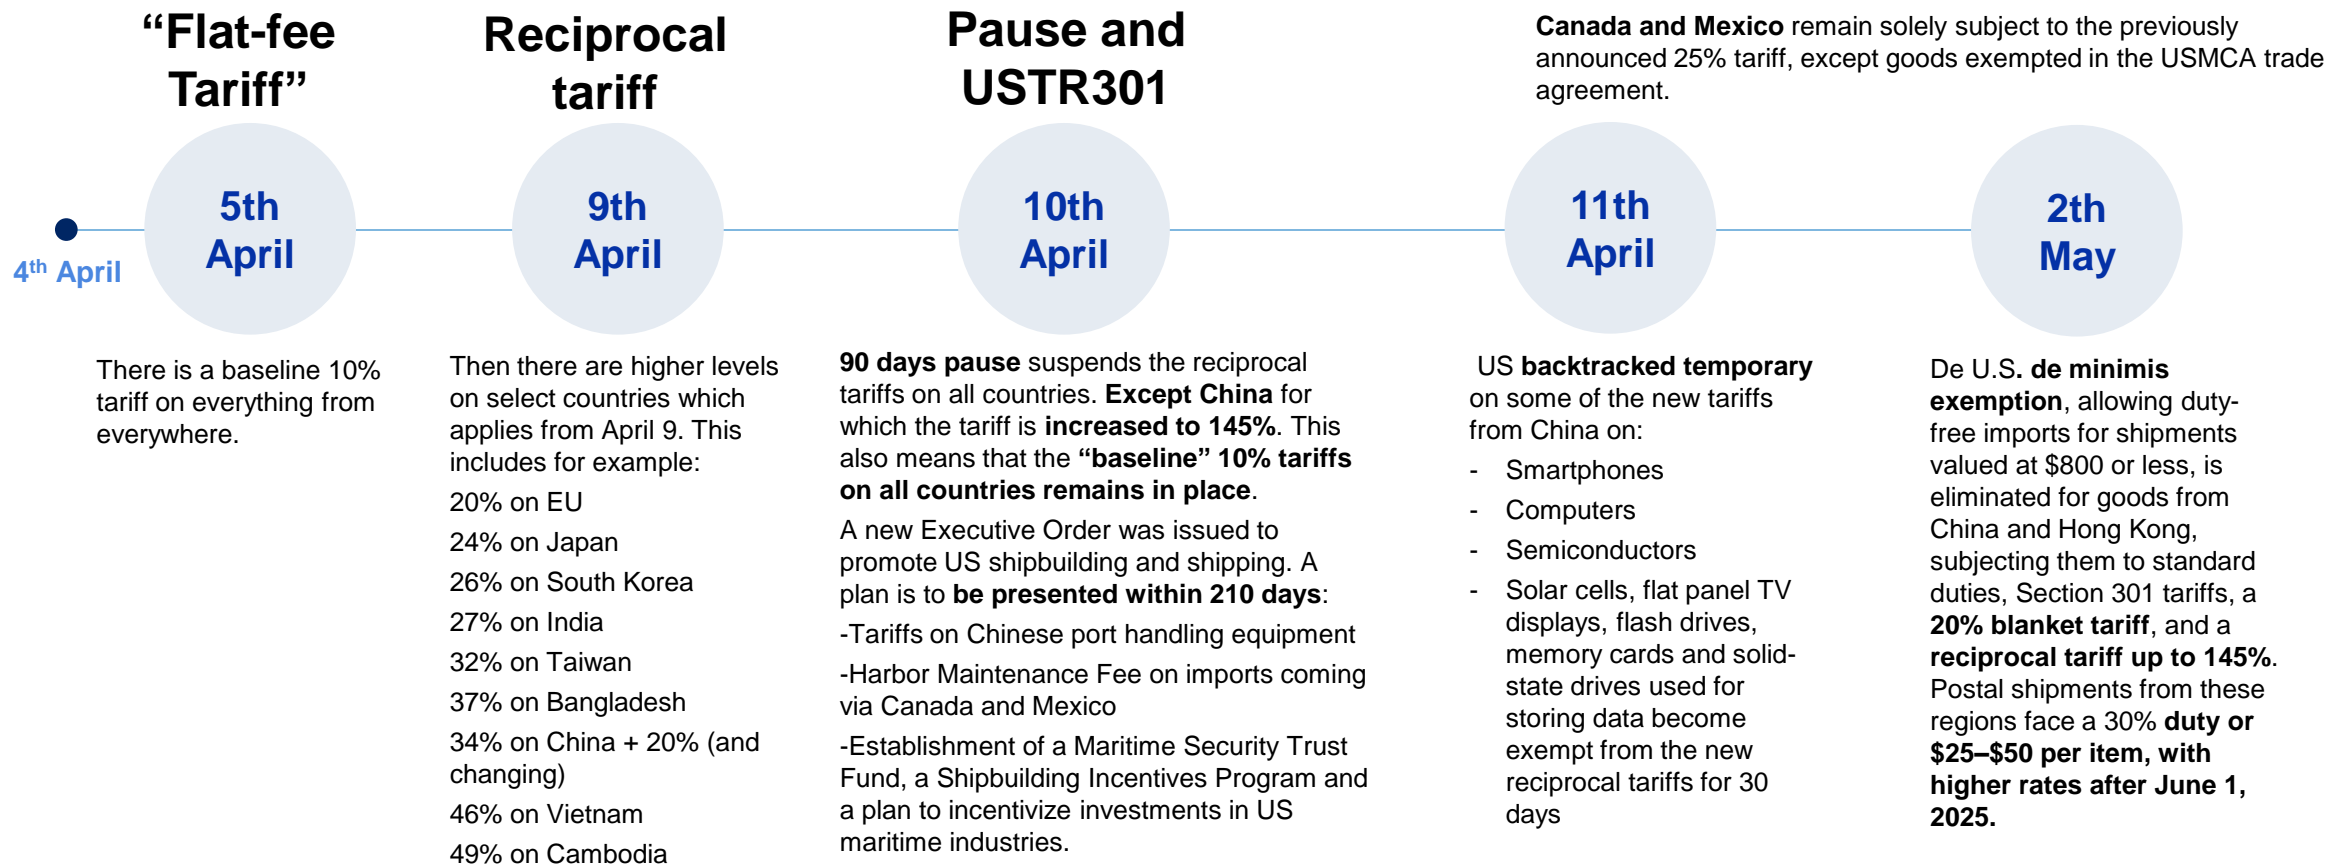 “Flat-fee
Tariff”
Reciprocal
tariff
Pause and
USTR301
Canada and Mexico remain solely subject to the previously
announced 25% tariff, except goods exempted in the USMCA trade
agreement.
4th April
5th
April
9th
April
10th
April
11th
April
2th
May
There is a baseline 10%
tariff on everything from
everywhere.
Then there are higher levels
on select countries which
applies from April 9. This
includes for example:
20% on EU
24% on Japan
26% on South Korea
27% on India
32% on Taiwan
37% on Bangladesh
34% on China + 20% (and
changing)
46% on Vietnam
49% on Cambodia
90 days pause suspends the reciprocal
tariffs on all countries. Except China for
which the tariff is increased to 145%. This
also means that the “baseline” 10% tariffs
on all countries remains in place.
A new Executive Order was issued to
promote US shipbuilding and shipping. A
plan is to be presented within 210 days:
-Tariffs on Chinese port handling equipment
-Harbor Maintenance Fee on imports coming
via Canada and Mexico
-Establishment of a Maritime Security Trust
Fund, a Shipbuilding Incentives Program and
a plan to incentivize investments in US
maritime industries.
US backtracked temporary
on some of the new tariffs
from China on:
- Smartphones
- Computers
- Semiconductors
- Solar cells, flat panel TV
displays, flash drives,
memory cards and solid-
state drives used for
storing data become
exempt from the new
reciprocal tariffs for 30
days
De U.S. de minimis
exemption, allowing duty-
free imports for shipments
valued at $800 or less, is
eliminated for goods from
China and Hong Kong,
subjecting them to standard
duties, Section 301 tariffs, a
20% blanket tariff, and a
reciprocal tariff up to 145%.
Postal shipments from these
regions face a 30% duty or
$25–$50 per item, with
higher rates after June 1,
2025.